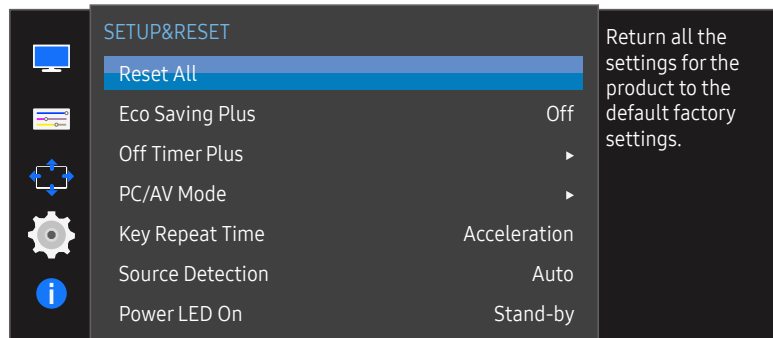 SETUP&RESET
Reset All
Eco Saving Plus Off
Off Timer Plus ▸
PC/AV Mode ▸
Key Repeat Time Acceleration
Source Detection Auto
Power LED On Stand-by
Return all the
settings for the
product to the
default factory
settings.
i